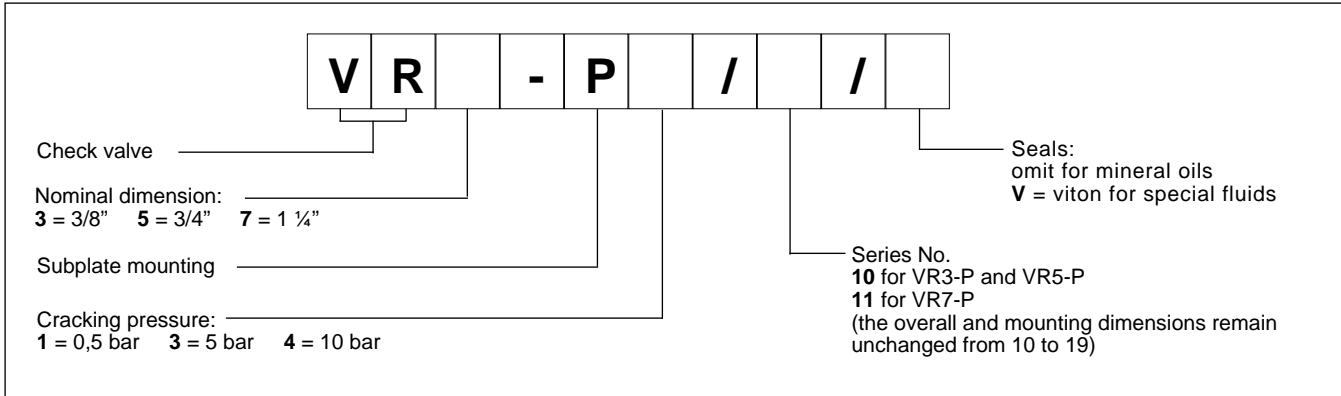 V R - P / /
Check valve
Nominal dimension:
3 = 3/8” 5 = 3/4” 7 = 1 ¼”
Subplate mounting
Cracking pressure:
1 = 0,5 bar 3 = 5 bar 4 = 10 bar
Seals:
omit for mineral oils
V = viton for special fluids
Series No.
10 for VR3-P and VR5-P
11 for VR7-P
(the overall and mounting dimensions remain
unchanged from 10 to 19)